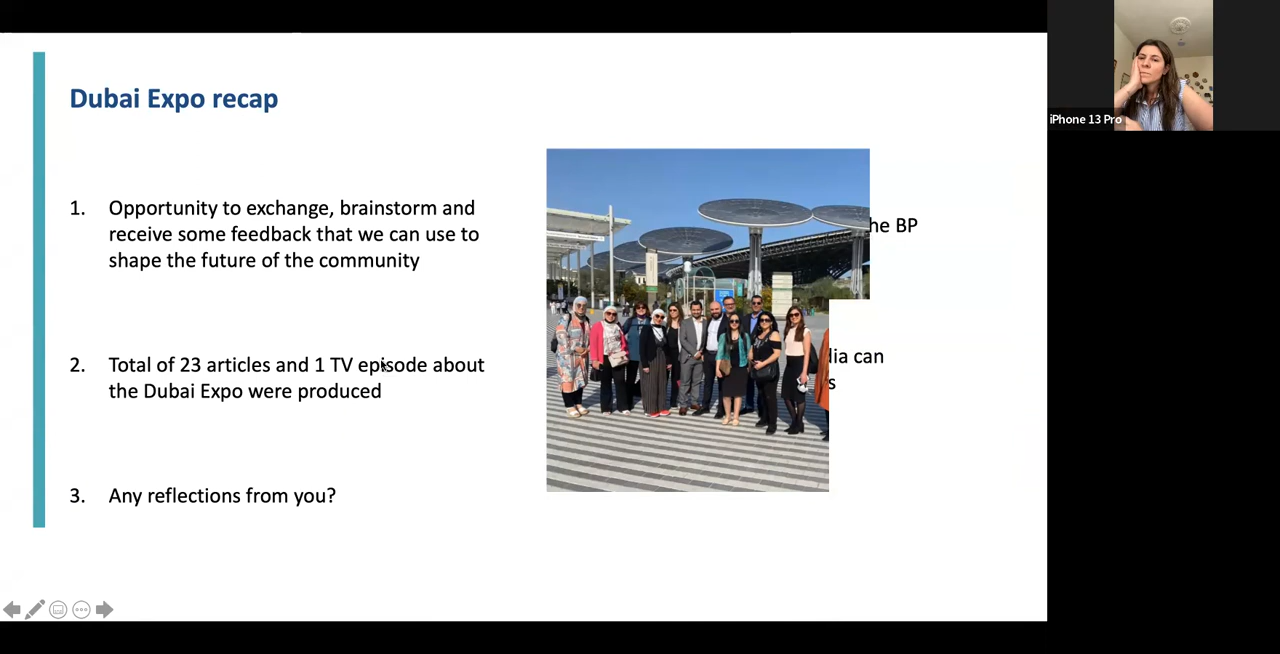 Dubai Expo recap
1. Opportunity to exchange, brainstorm and
receive some feedback that we can use to
shape the future of the community
2. Total of 23 articles and 1 TV episode about
the Dubai Expo were produced
3. Any reflections from you?
he BP
dia can
s
iPhone 13 Pro